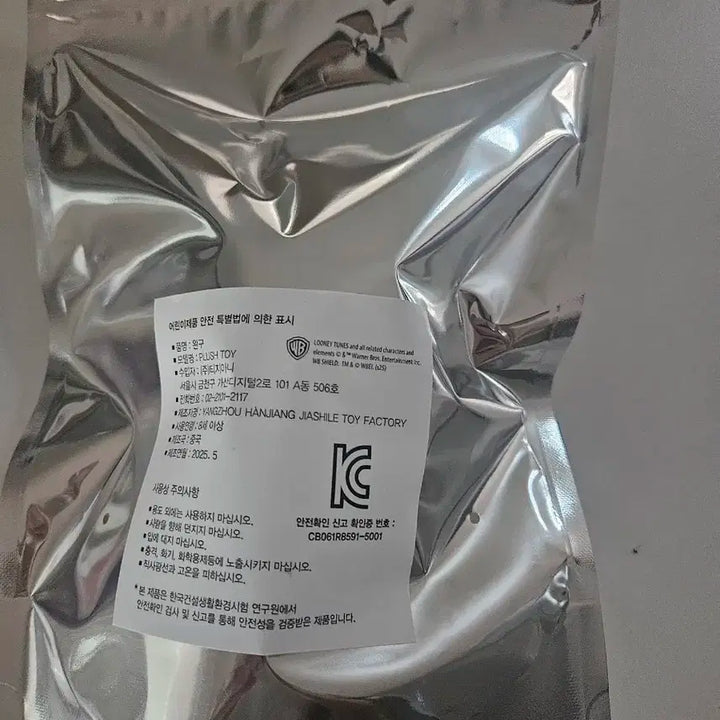 어린이제품 안전 특별법에 의한 표시
▪품명 : 완구
▪모델명 : PLUSH TOY
▪수입자 : (주)티치아니
서울시 금천구 가산디지털2로 101 A동 506호
▪전화번호 : 02-2101-2117
▪제조자명 : YANGZHOU HANJIANG JIASHILE TOY FACTORY
▪사용연령 : 8세 이상
▪제조국 : 중국
▪제조연월 : 2025. 5
WB
LOONEY TUNES and all related characters and
elements © & ™ Warner Bros. Entertainment Inc.
WB SHIELD: TM & © WBEI. (s25)
사용상 주의사항
▪용도 외에는 사용하지 마십시오.
▪사람을 향해 던지지 마십시오.
▪입에 대지 마십시오.
▪충격, 화기, 화학용제등에 노출시키지 마십시오.
▪직사광선과 고온을 피하십시오.
KC
안전확인 신고 확인증 번호 :
CB061R8591-5001
*본 제품은 한국건설생활환경시험 연구원에서
안전확인 검사 및 신고를 통해 안전성을 검증받은 제품입니다.